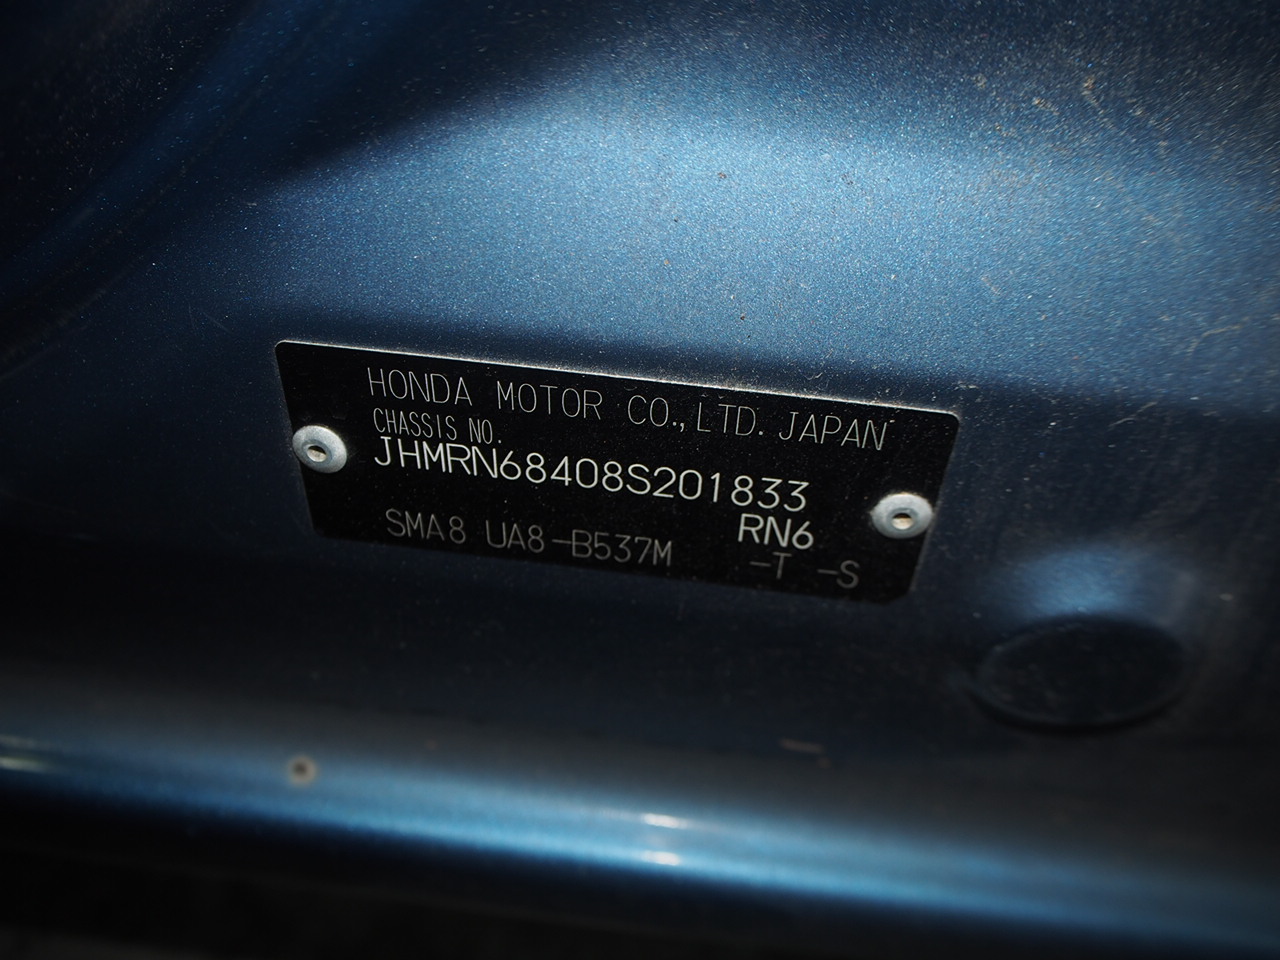 HONDA MOTOR CO.,LTD. JAPAN
CHASSIS NO.
JHMRN68408S201833
RN6
SMA8 UA8-B537M -T -S